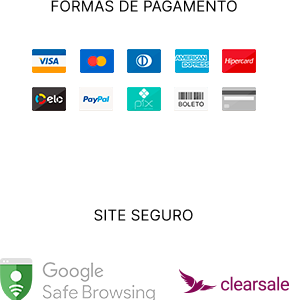 FORMAS DE PAGAMENTO
VISA
AMERICAN EXPRESS
Hipercard
elo
PayPal
pix
BOLETO
SITE SEGURO
Google
Safe Browsing
clearsale